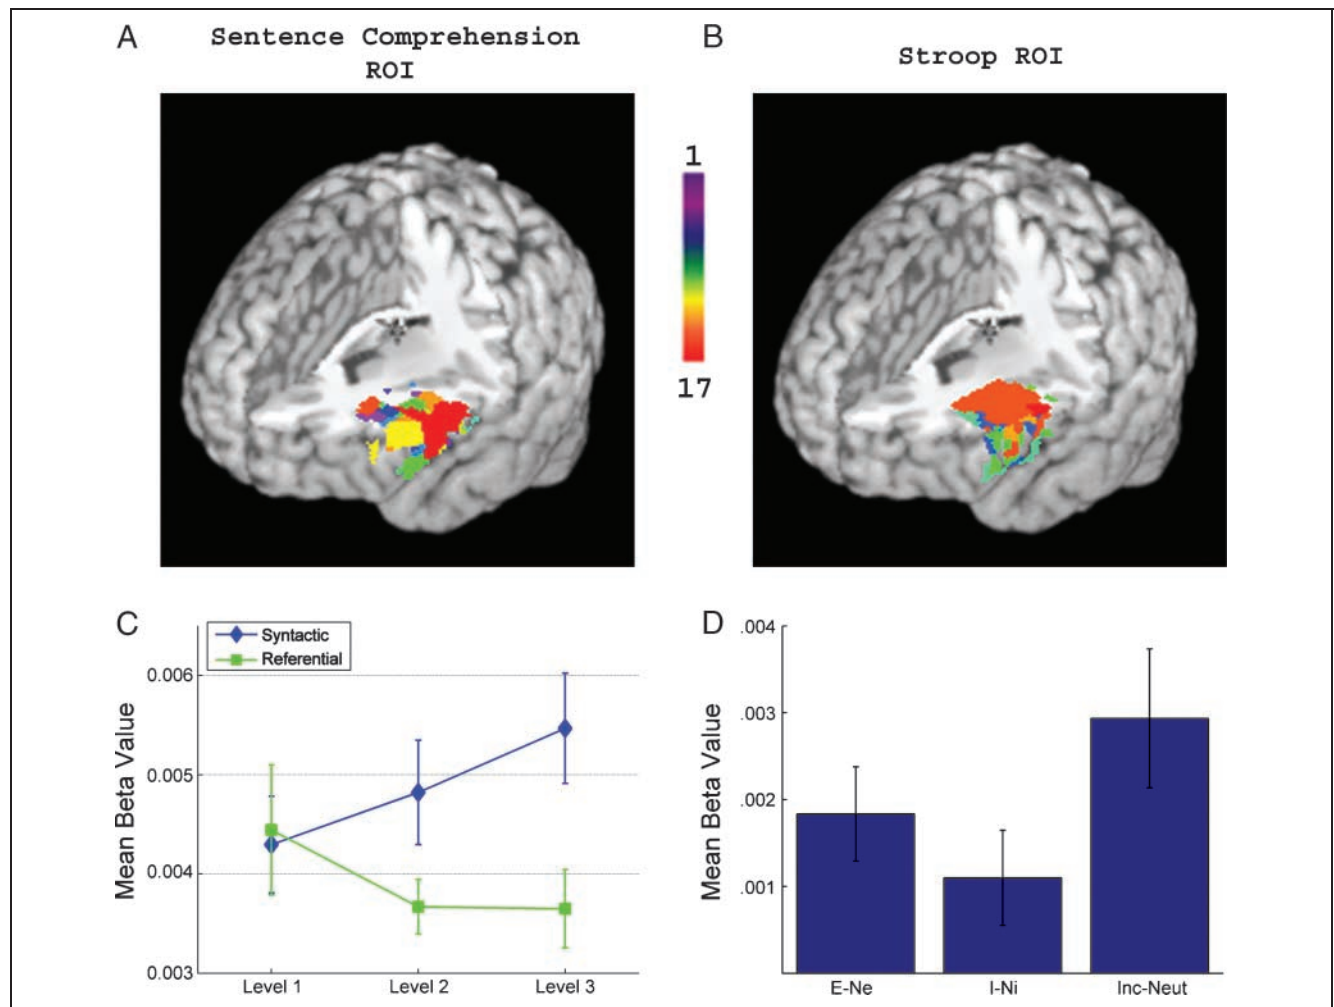 A
Sentence Comprehension
ROI
B
Stroop ROI
1
17
C
Syntactic
Referential
Mean Beta Value
0.006
0.005
0.004
0.003
Level 1
Level 2
Level 3
D
Mean Beta Value
.004
.003
.002
.001
E-Ne
I-Ni
Inc-Neut